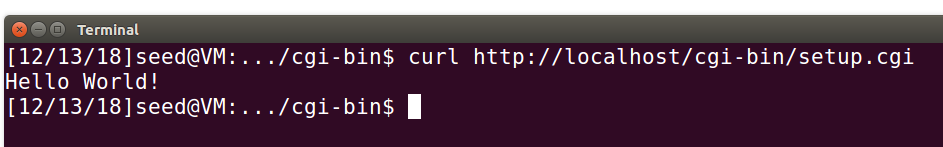 Terminal
[12/13/18]seed@VM:.../cgi-bin$ curl http://localhost/cgi-bin/setup.cgi
Hello World!
[12/13/18]seed@VM:.../cgi-bin$